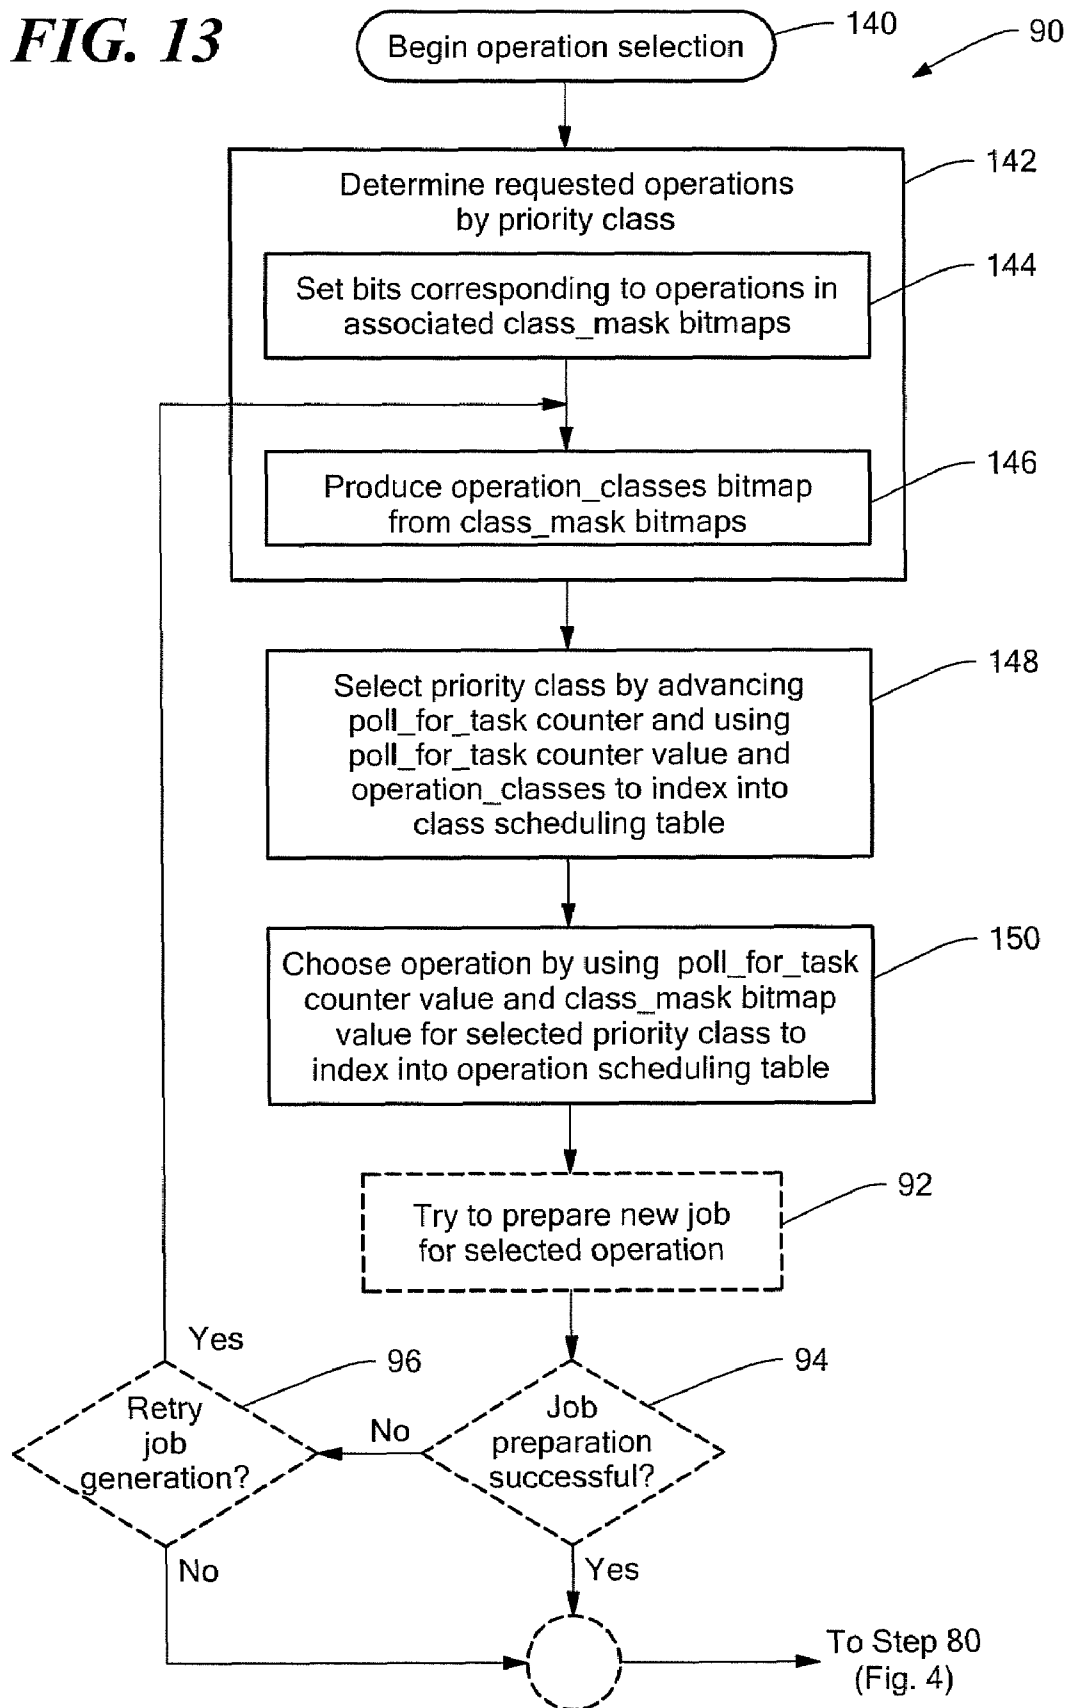 FIG. 13
Begin operation selection
140
90
142
Determine requested operations
by priority class
144
Set bits corresponding to operations in
associated class_mask bitmaps
146
Produce operation_classes bitmap
from class_mask bitmaps
148
Select priority class by advancing
poll_for_task counter and using
poll_for_task counter value and
operation_classes to index into
class scheduling table
150
Choose operation by using poll_for_task
counter value and class_mask bitmap
value for selected priority class to
index into operation scheduling table
92
Try to prepare new job
for selected operation
Yes
96
94
Retry
job
generation?
No
Job
preparation
successful?
No
Yes
To Step 80
(Fig. 4)